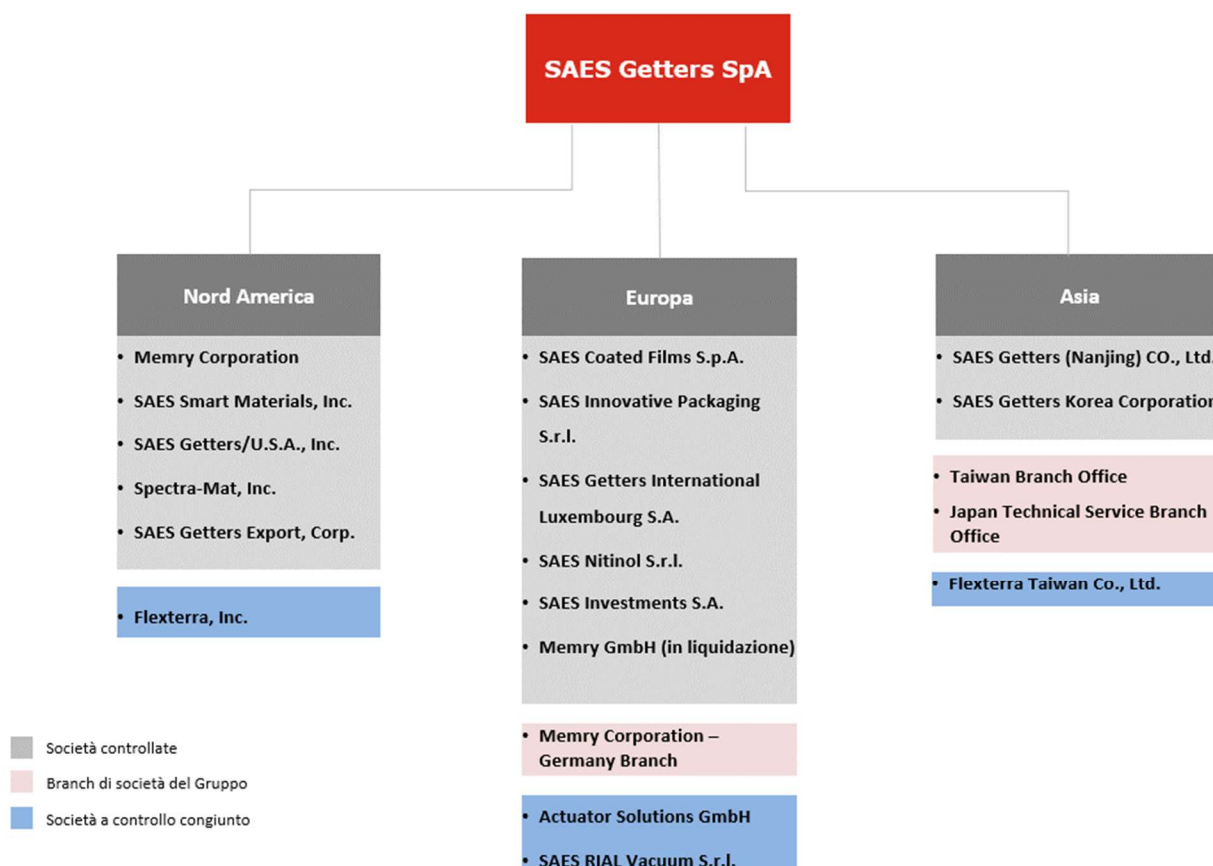 SAES Getters SpA
Nord America
• Memry Corporation
• SAES Smart Materials, Inc.
• SAES Getters/U.S.A., Inc.
• Spectra-Mat, Inc.
• SAES Getters Export, Corp.
• Flexterra, Inc.
Europa
• SAES Coated Films S.p.A.
• SAES Innovative Packaging
S.r.l.
• SAES Getters International
Luxembourg S.A.
• SAES Nitinol S.r.l.
• SAES Investments S.A.
• Memry GmbH (in liquidazione)
• Memry Corporation –
Germany Branch
• Actuator Solutions GmbH
• SAES RIAL Vacuum S.r.l.
Asia
• SAES Getters (Nanjing) CO., Ltd.
• SAES Getters Korea Corporation
• Taiwan Branch Office
• Japan Technical Service Branch
Office
• Flexterra Taiwan Co., Ltd.
Società controllate
Branch di società del Gruppo
Società a controllo congiunto